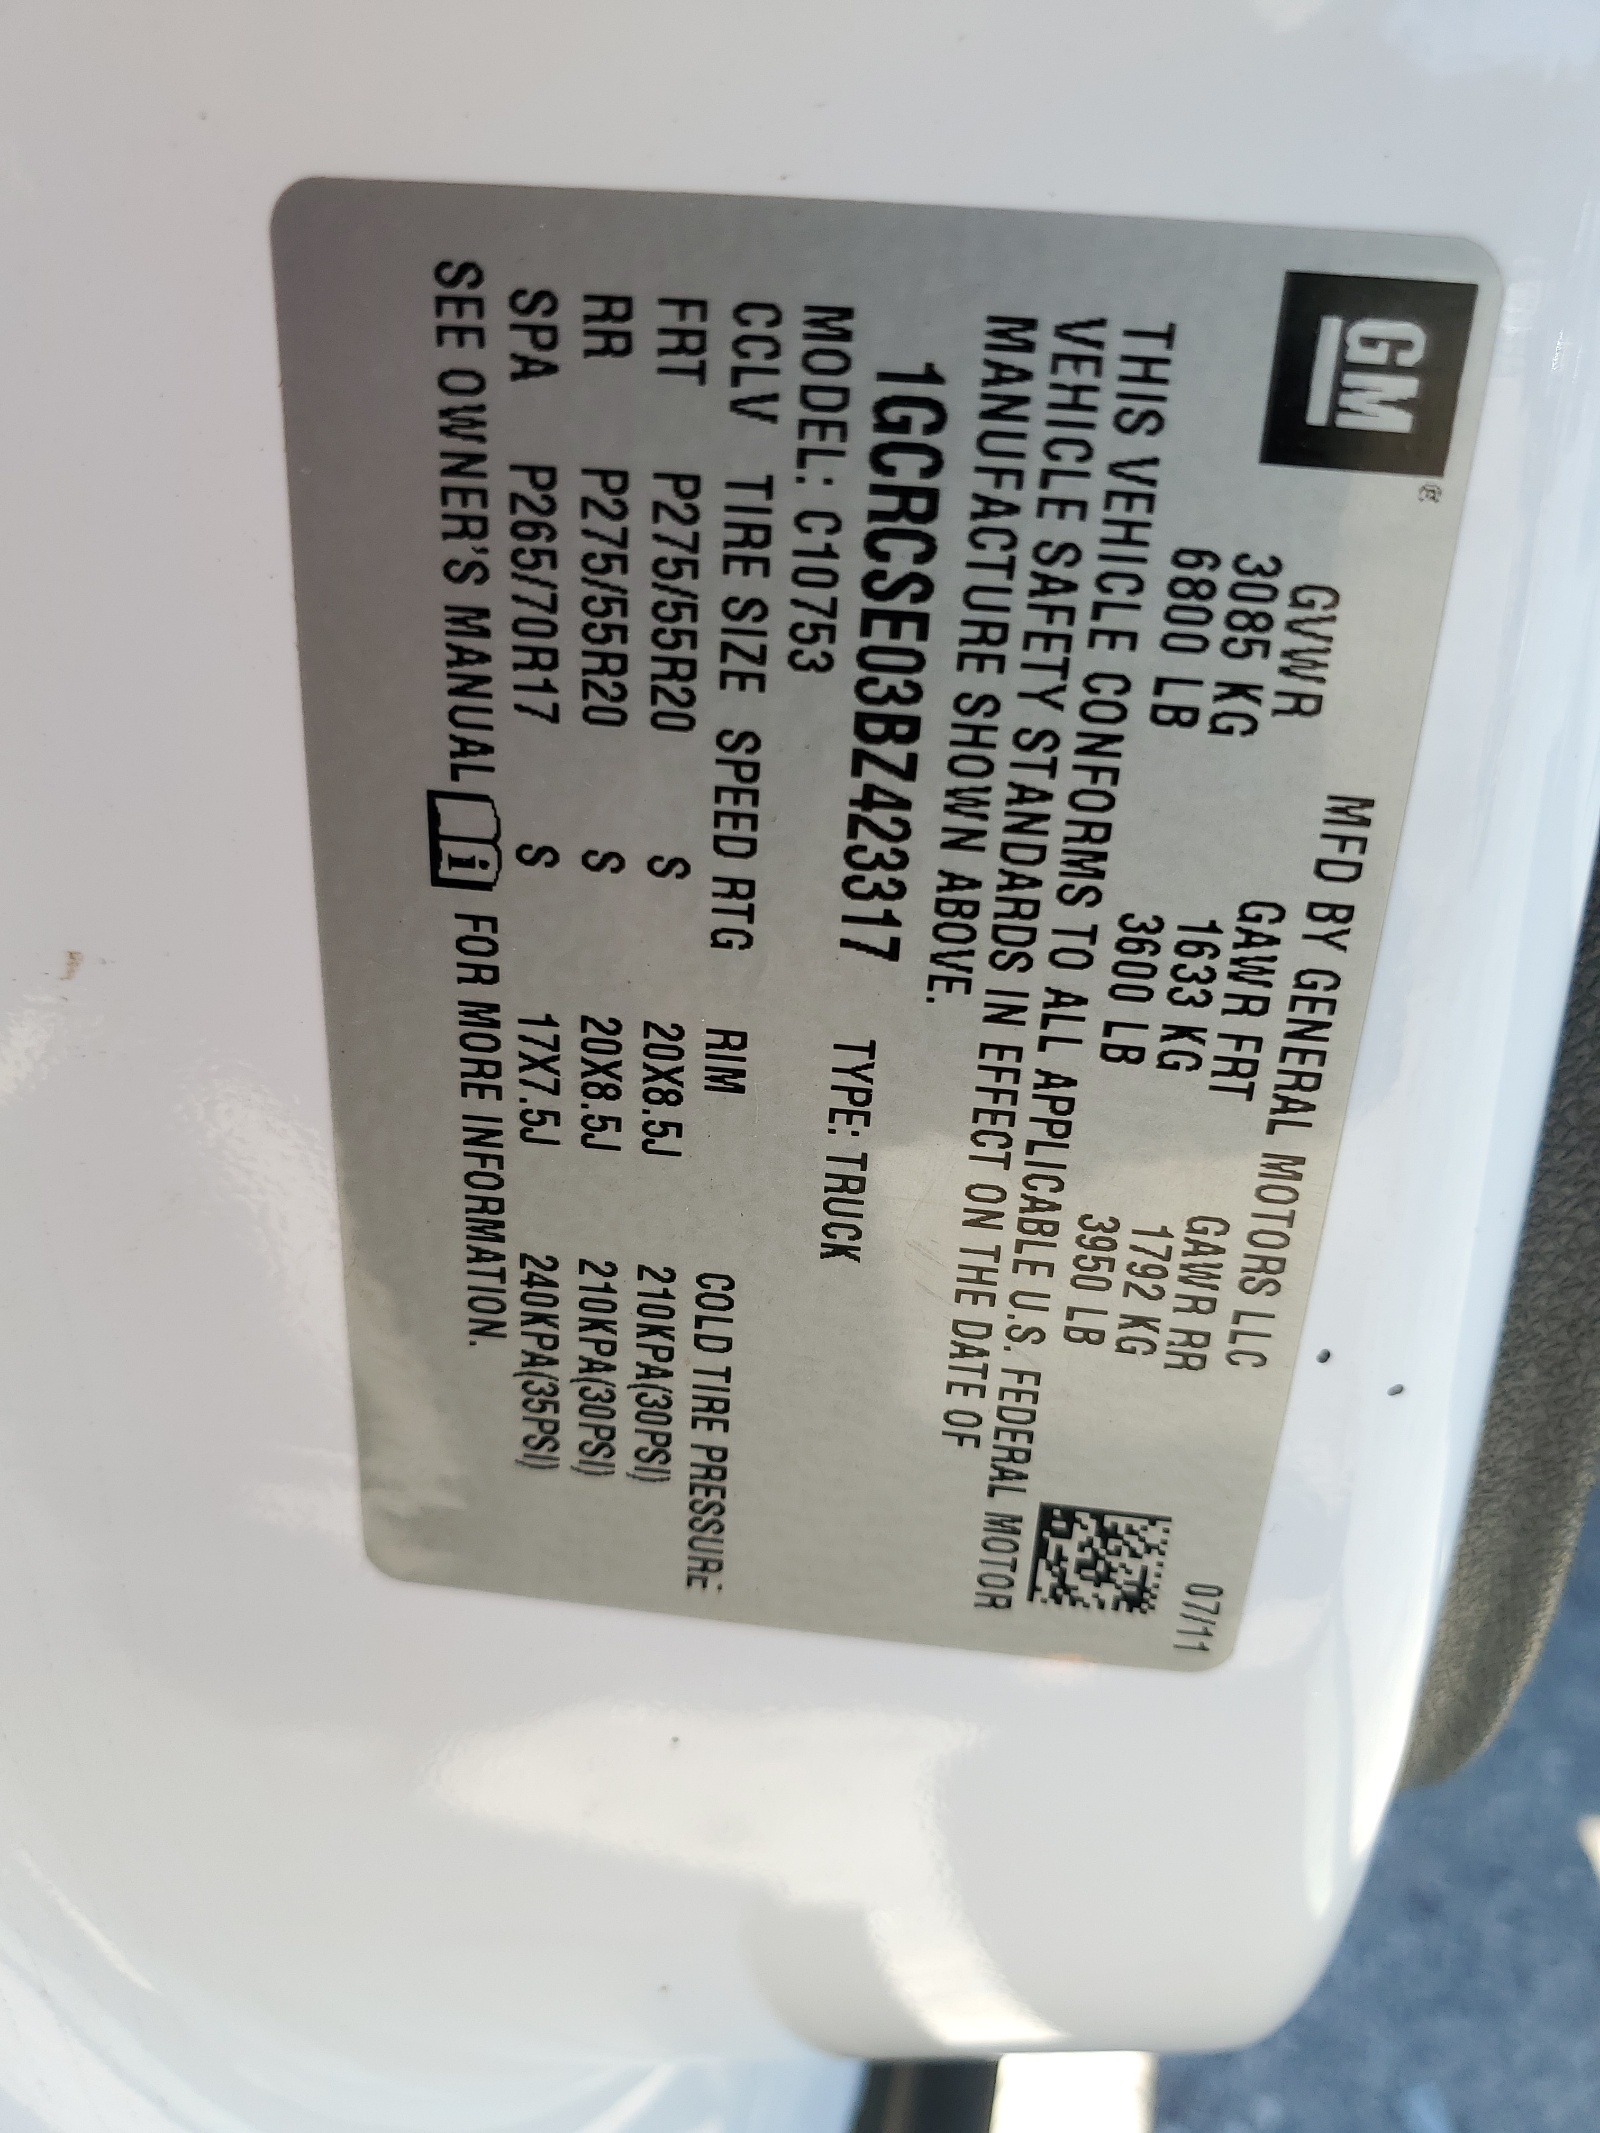 GM ®
MFD BY GENERAL MOTORS LLC 07/11
GVWR GAWR FRT GAWR RR
3085 KG 1633 KG 1792 KG
6800 LB 3600 LB 3950 LB
THIS VEHICLE CONFORMS TO ALL APPLICABLE U.S. FEDERAL MOTOR
VEHICLE SAFETY STANDARDS IN EFFECT ON THE DATE OF
MANUFACTURE SHOWN ABOVE.
1GCRCSE03BZ423317 TYPE: TRUCK
MODEL: C10753
CCLV TIRE SIZE SPEED RTG RIM COLD TIRE PRESSURE
FRT P275/55R20 S 20X8.5J 210KPA(30PSI)
RR P275/55R20 S 20X8.5J 210KPA(30PSI)
SPA P265/70R17 S 17X7.5J 240KPA(35PSI)
SEE OWNER'S MANUAL i FOR MORE INFORMATION.